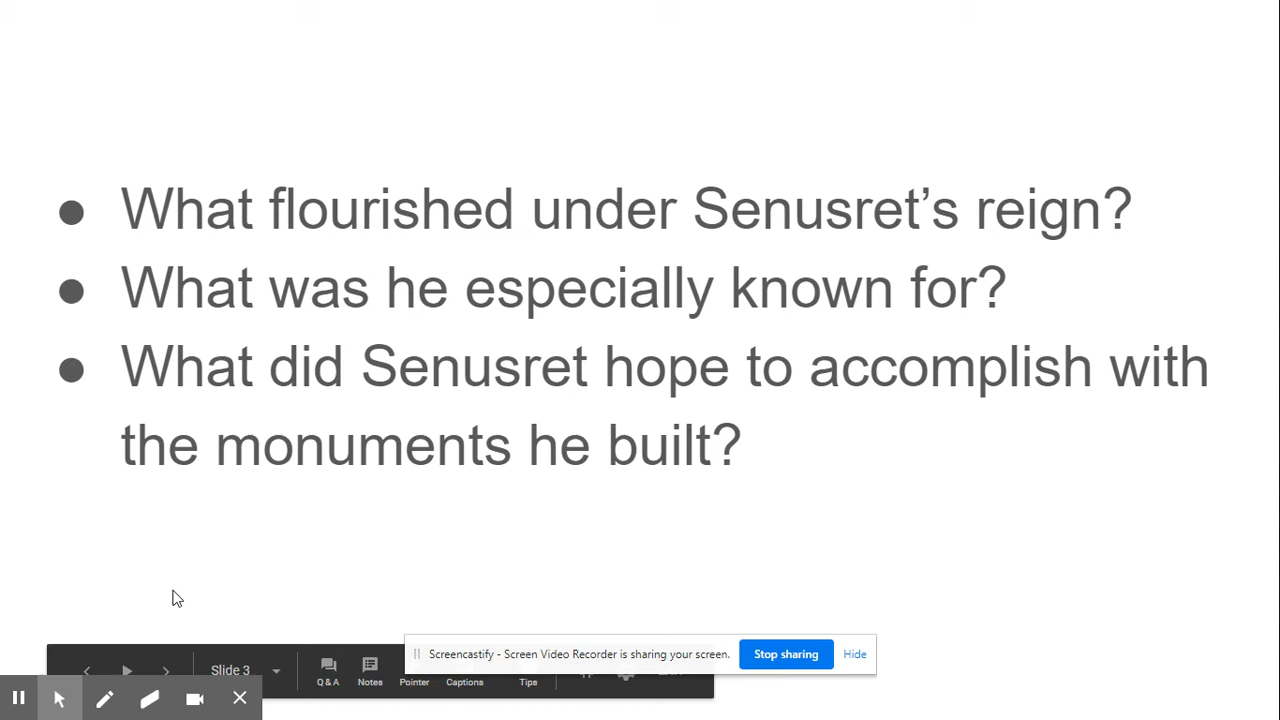 ● What flourished under Senusret’s reign?
● What was he especially known for?
● What did Senusret hope to accomplish with
the monuments he built?
Screencastify - Screen Video Recorder is sharing your screen.
Stop sharing
Hide
Slide 3
Q & A
Notes
Pointer
Captions
Tips